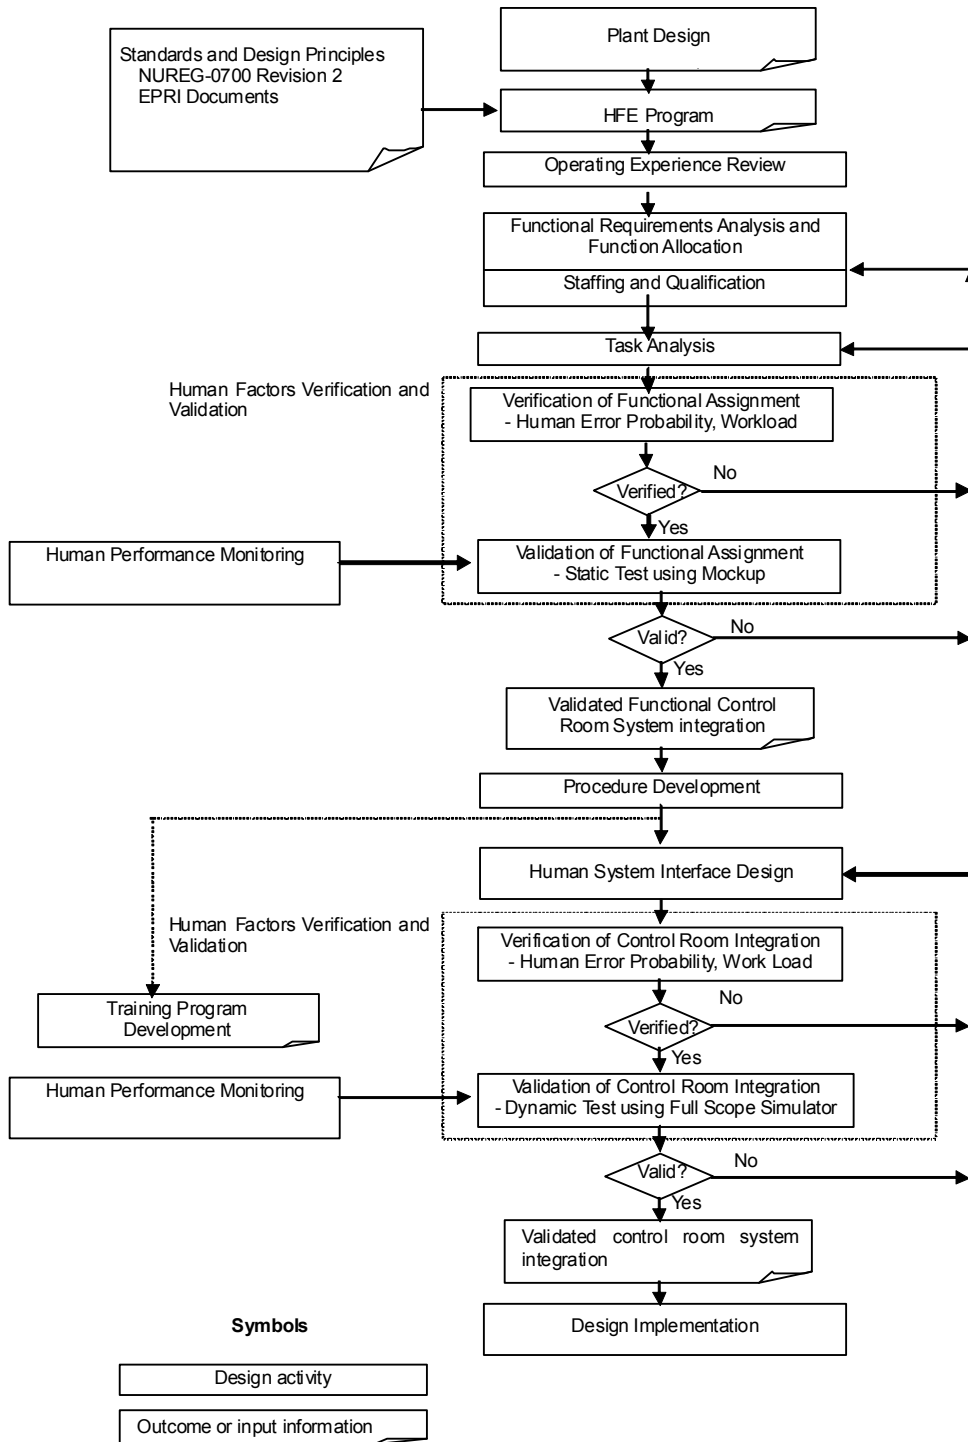 Plant Design
Standards and Design Principles
NUREG-0700 Revision 2
EPRI Documents
HFE Program
Operating Experience Review
Functional Requirements Analysis and
Function Allocation
Staffing and Qualification
Task Analysis
Human Factors Verification and
Validation
Verification of Functional Assignment
- Human Error Probability, Workload
No
Verified?
Yes
Human Performance Monitoring
Validation of Functional Assignment
- Static Test using Mockup
No
Valid?
Yes
Validated Functional Control
Room System integration
Procedure Development
Human System Interface Design
Human Factors Verification and
Validation
Verification of Control Room Integration
- Human Error Probability, Work Load
No
Training Program
Development
Verified?
Yes
Human Performance Monitoring
Validation of Control Room Integration
- Dynamic Test using Full Scope Simulator
No
Valid?
Yes
Validated control room system
integration
Symbols
Design Implementation
Design activity
Outcome or input information